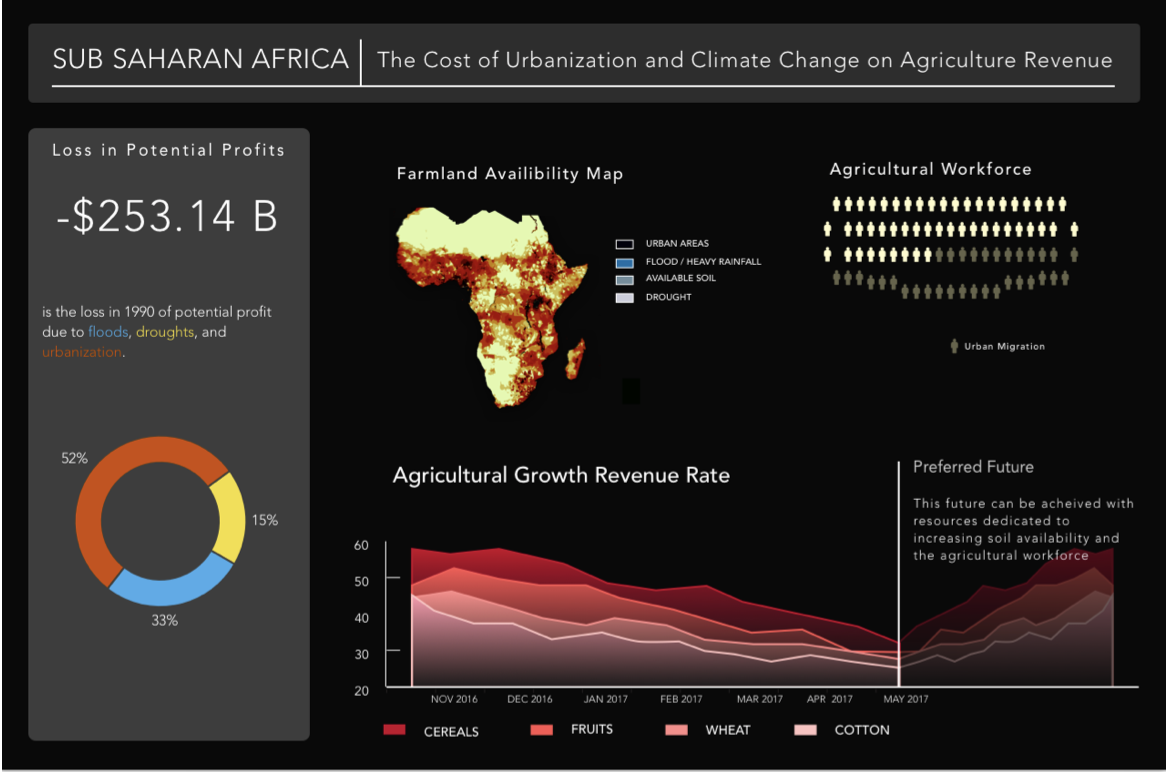 SUB SAHARAN AFRICA
The Cost of Urbanization and Climate Change on Agriculture Revenue
Loss in Potential Profits
-$253.14 B
is the loss in 1990 of potential profit
due to floods, droughts, and
urbanization.
52%
15%
33%
Farmland Availibility Map
URBAN AREAS
FLOOD / HEAVY RAINFALL
AVAILABLE SOIL
DROUGHT
Agricultural Workforce
Urban Migration
Agricultural Growth Revenue Rate
Preferred Future
This future can be acheived with
resources dedicated to
increasing soil availability and
the agricultural workforce
60
50
40
30
20
NOV 2016
DEC 2016
JAN 2017
FEB 2017
MAR 2017
APR 2017
MAY 2017
CEREALS
FRUITS
WHEAT
COTTON